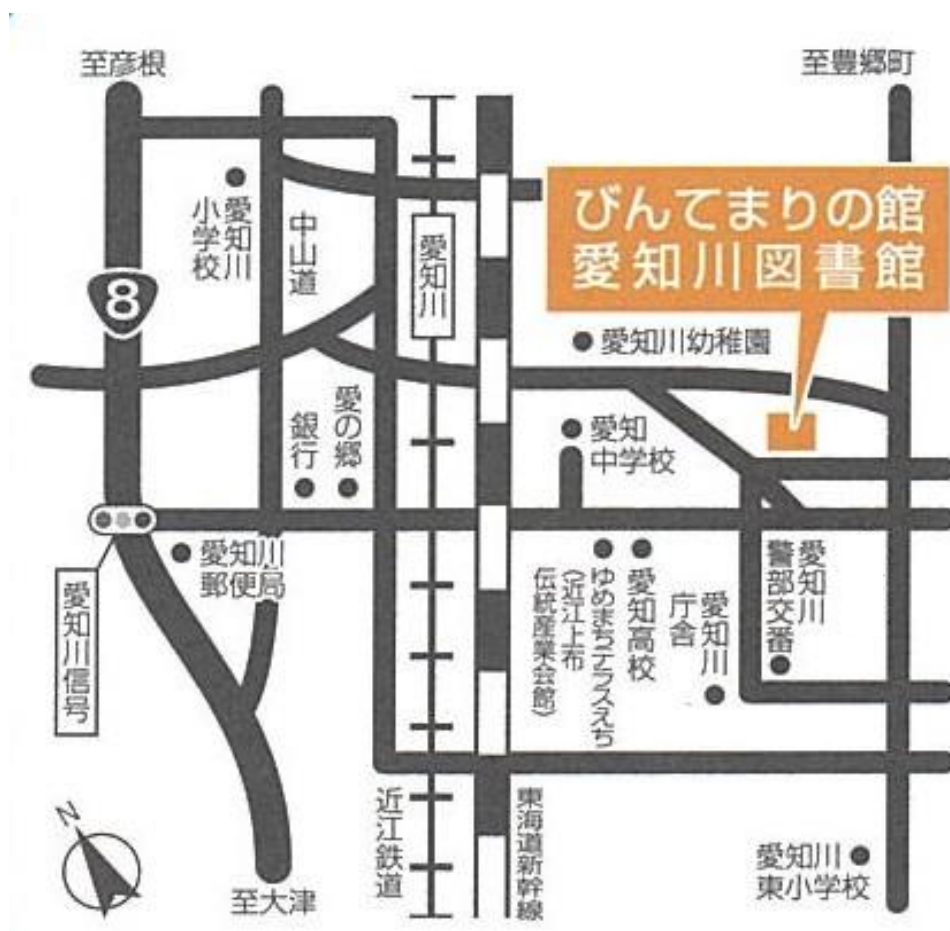 至彦根
至豊郷町
びんてまりの館
愛知川図書館
愛知川
小学校
中山道
愛知川
8
愛知川幼稚園
愛の郷
銀行
愛知
中学校
愛知川
郵便局
愛知川信号
ゆめまちテラスえち
(近江上布
伝統産業会館)
愛知高校
愛知川
庁舎
愛知川
警部交番
近江鉄道
東海道新幹線
愛知川
東小学校
至大津
N